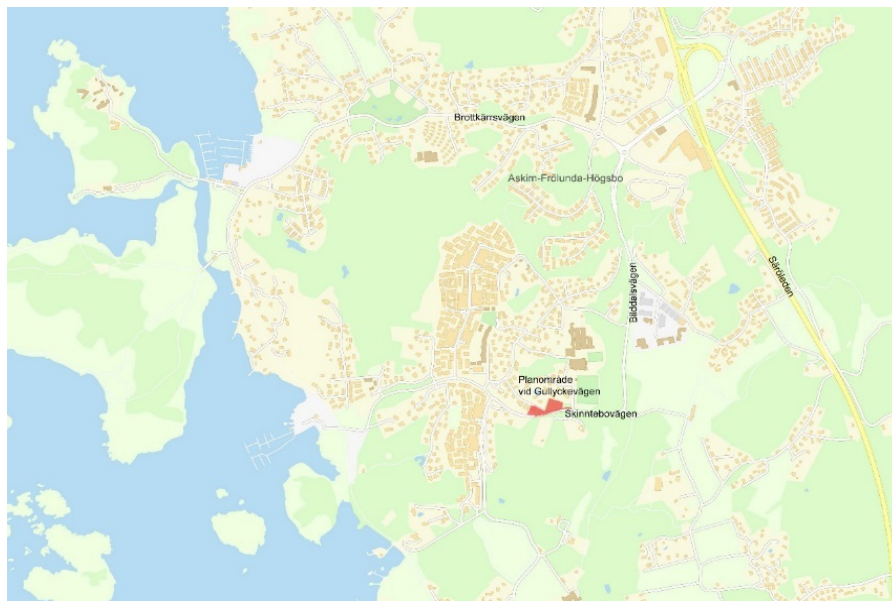 Brottkärrsvägen
Askim-Frölunda-Högsbo
Säröleden
Billdalsvägen
Planområde
vid Gullyckevägen
Skinntebovägen